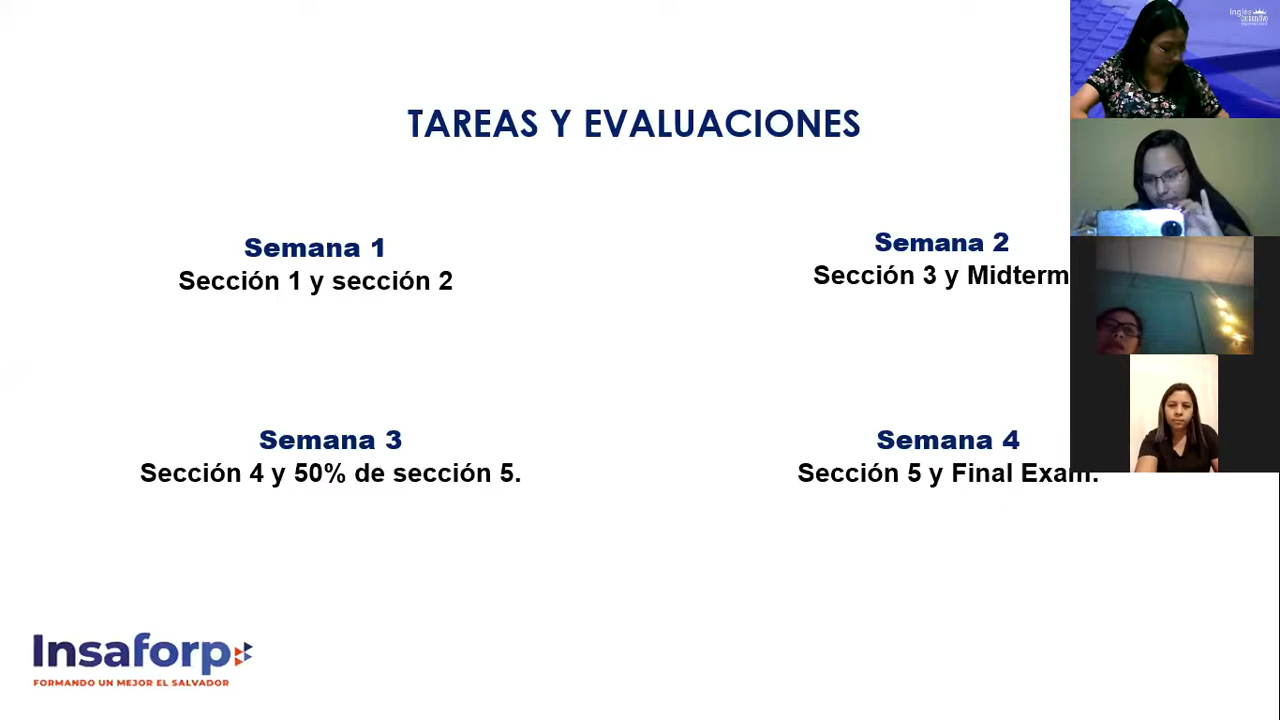 TAREAS Y EVALUACIONES
Semana 1
Sección 1 y sección 2
Semana 2
Sección 3 y Midterm
Semana 3
Sección 4 y 50% de sección 5.
Semana 4
Sección 5 y Final Exam.
Insaforp
FORMANDO UN MEJOR EL SALVADOR
Inglés